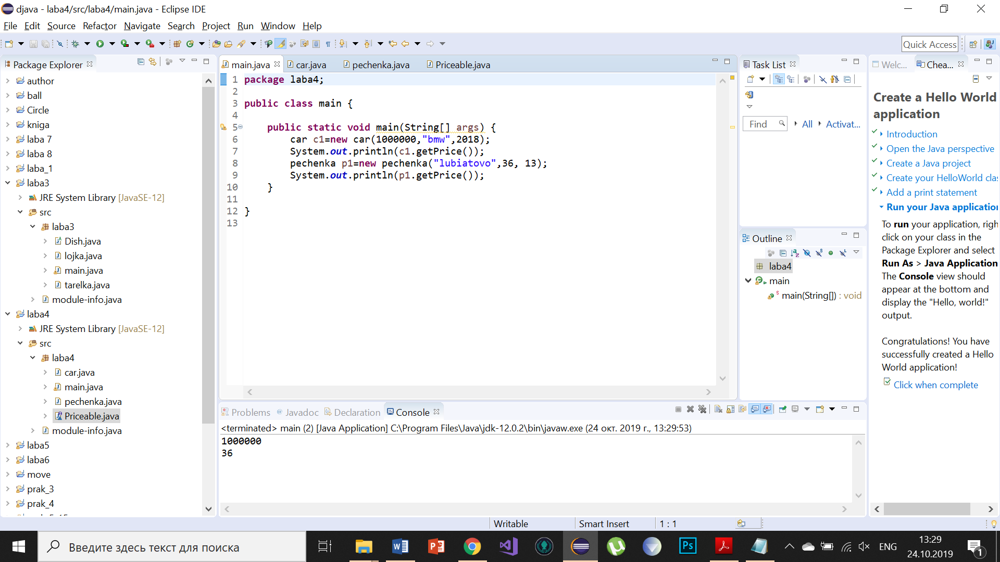 djava - laba4/src/laba4/main.java - Eclipse IDE
File Edit Source Refactor Navigate Search Project Run Window Help
Quick Access
Package Explorer
author
ball
Circle
kniga
laba 7
laba 8
laba_1
laba3
JRE System Library [JavaSE-12]
src
laba3
Dish.java
lojka.java
main.java
tarelka.java
module-info.java
laba4
JRE System Library [JavaSE-12]
src
laba4
car.java
main.java
pechenka.java
Priceable.java
module-info.java
laba5
laba6
move
prak_3
prak_4
main.java car.java pechenka.java Priceable.java
1 package laba4;
2
3 public class main {
4
5 public static void main(String[] args) {
6 car c1=new car(1000000,"bmw",2018);
7 System.out.println(c1.getPrice());
8 pechenka p1=new pechenka("lubiatovo",36, 13);
9 System.out.println(p1.getPrice());
10 }
11
12 }
13
Task List
Find All Activat...
Outline
laba4
main
main(String[]) : void
Welc... Chea...
Create a Hello World
application
Introduction
Open the Java perspective
Create a Java project
Create your HelloWorld clas
Add a print statement
Run your Java application
To run your application, righ
click on your class in the
Package Explorer and select
Run As > Java Application
The Console view should
appear at the bottom and
display the "Hello, world!"
output.
Congratulations! You have
successfully created a Hello
World application!
Click when complete
Problems @ Javadoc Declaration Console
<terminated> main (2) [Java Application] C:\Program Files\Java\jdk-12.0.2\bin\javaw.exe (24 окт. 2019 г., 13:29:53)
1000000
36
Writable Smart Insert 1 : 1
Введите здесь текст для поиска
Ps
ENG
13:29
24.10.2019
1